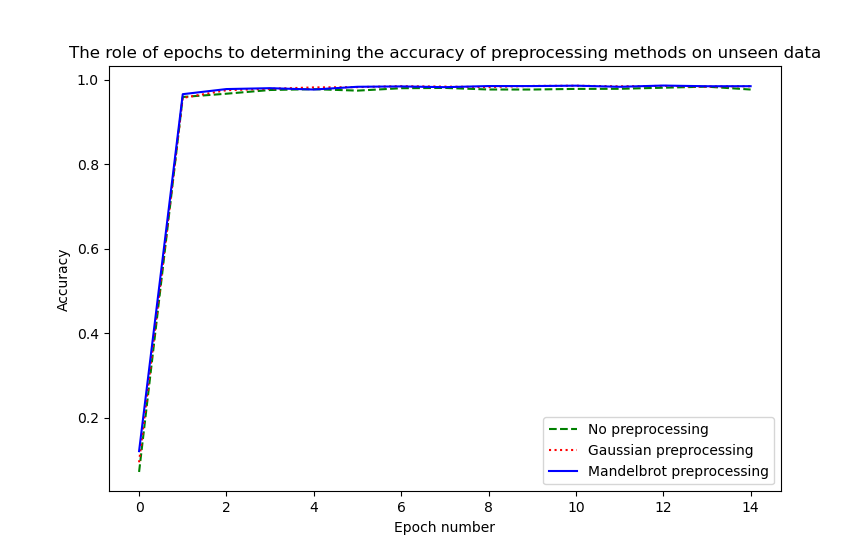 The role of epochs to determining the accuracy of preprocessing methods on unseen data
1.0
0.8
0.6
0.4
0.2
Accuracy
No preprocessing
Gaussian preprocessing
Mandelbrot preprocessing
0 2 4 6 8 10 12 14
Epoch number